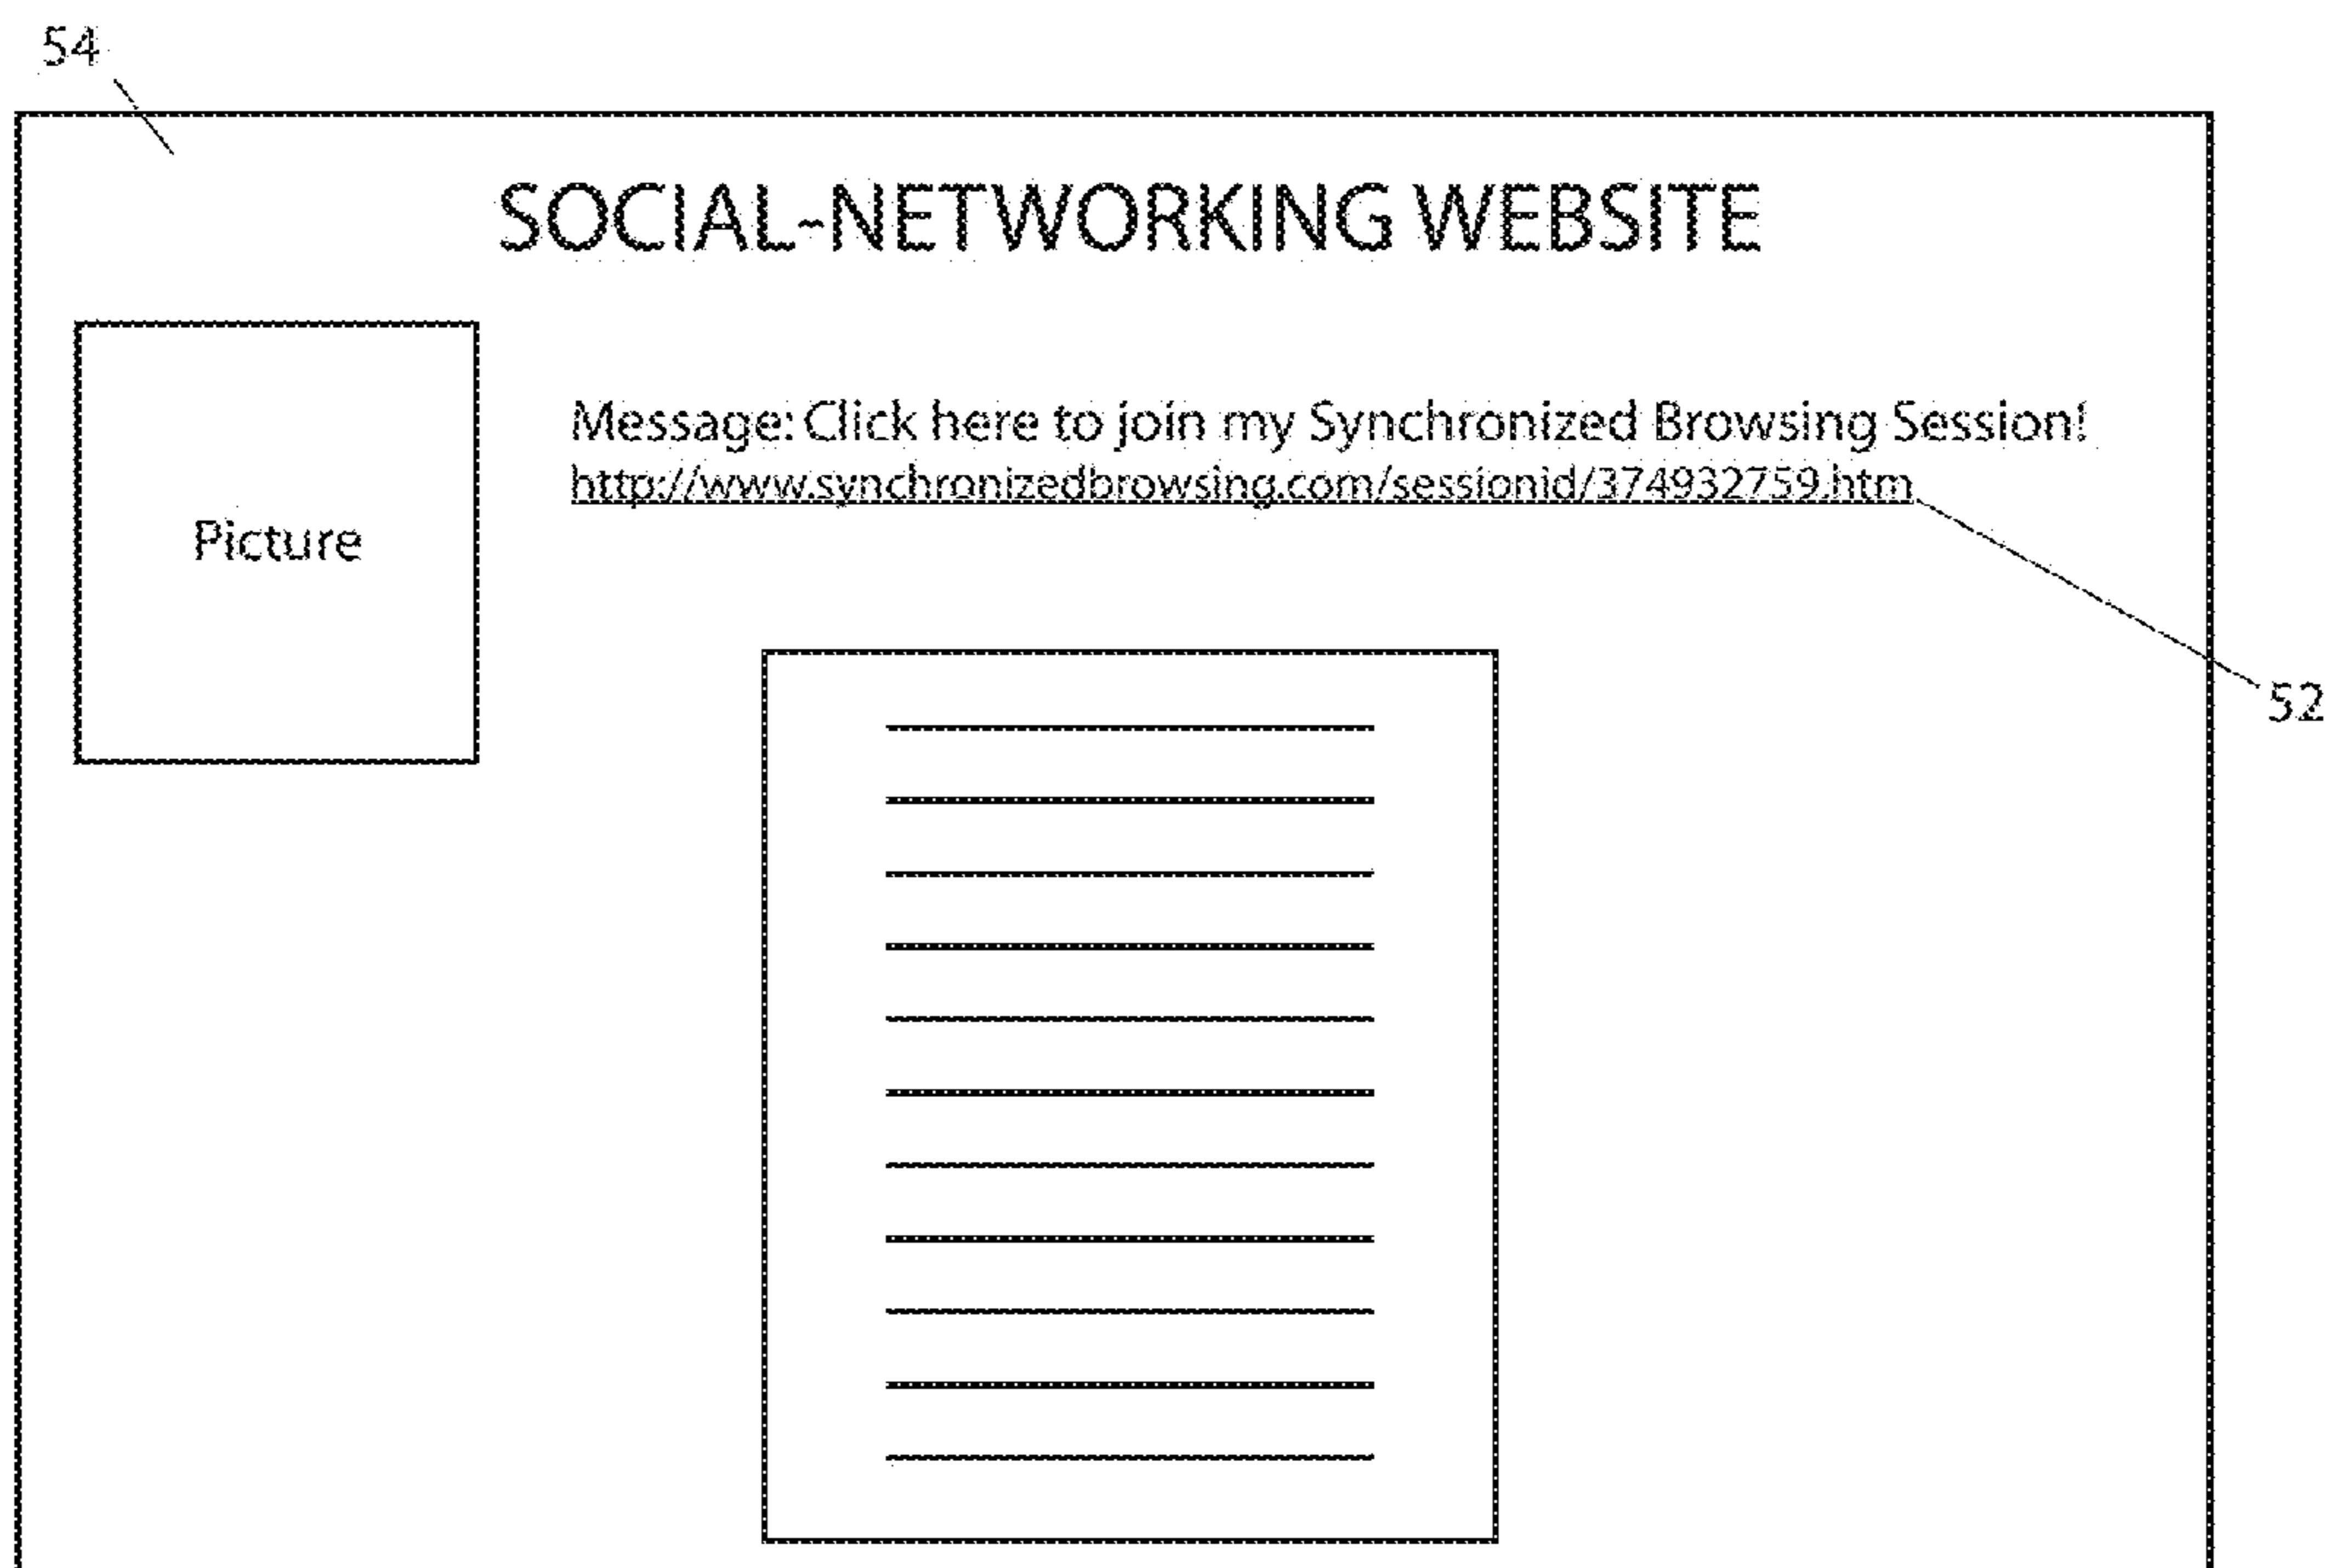 54
SOCIAL-NETWORKING WEBSITE
Message: Click here to join my Synchronized Browsing Session!
http://www.synchronizedbrowsing.com/sessionid/374932759.htm
Picture
52